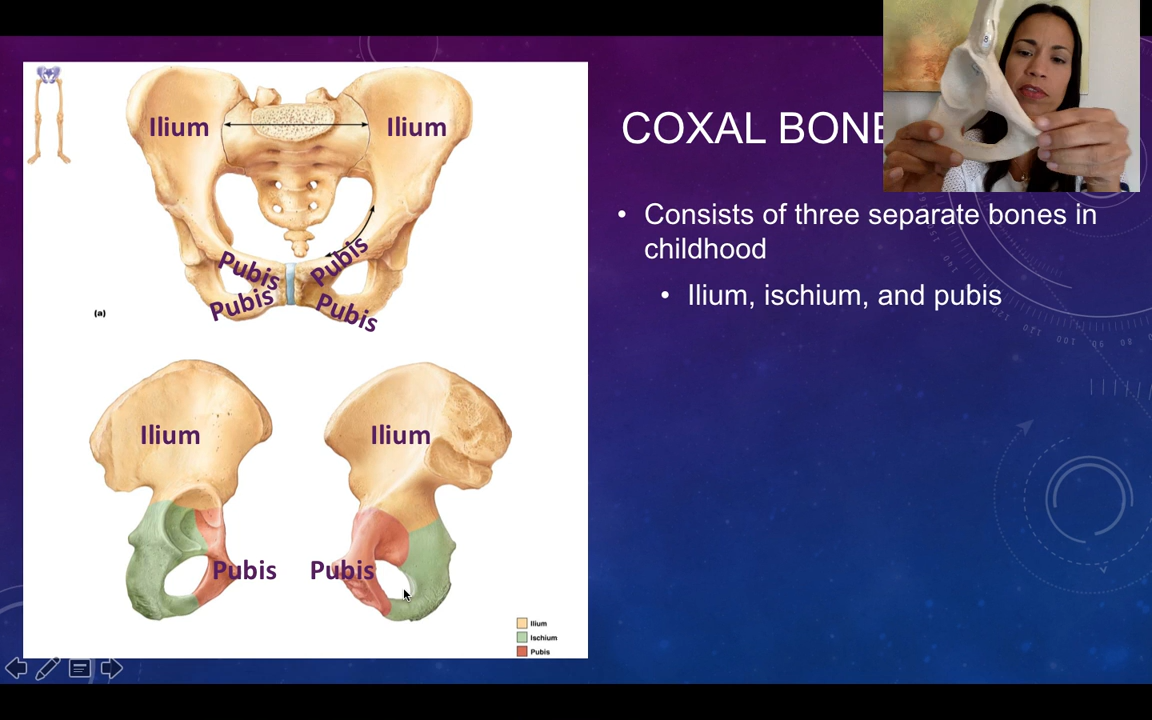 Ilium
Ilium
Pubis
Pubis
Pubis
Pubis
(a)
Ilium
Ilium
Pubis
Pubis
Ilium
Ischium
Pubis
COXAL BONE
• Consists of three separate bones in
childhood
• Ilium, ischium, and pubis